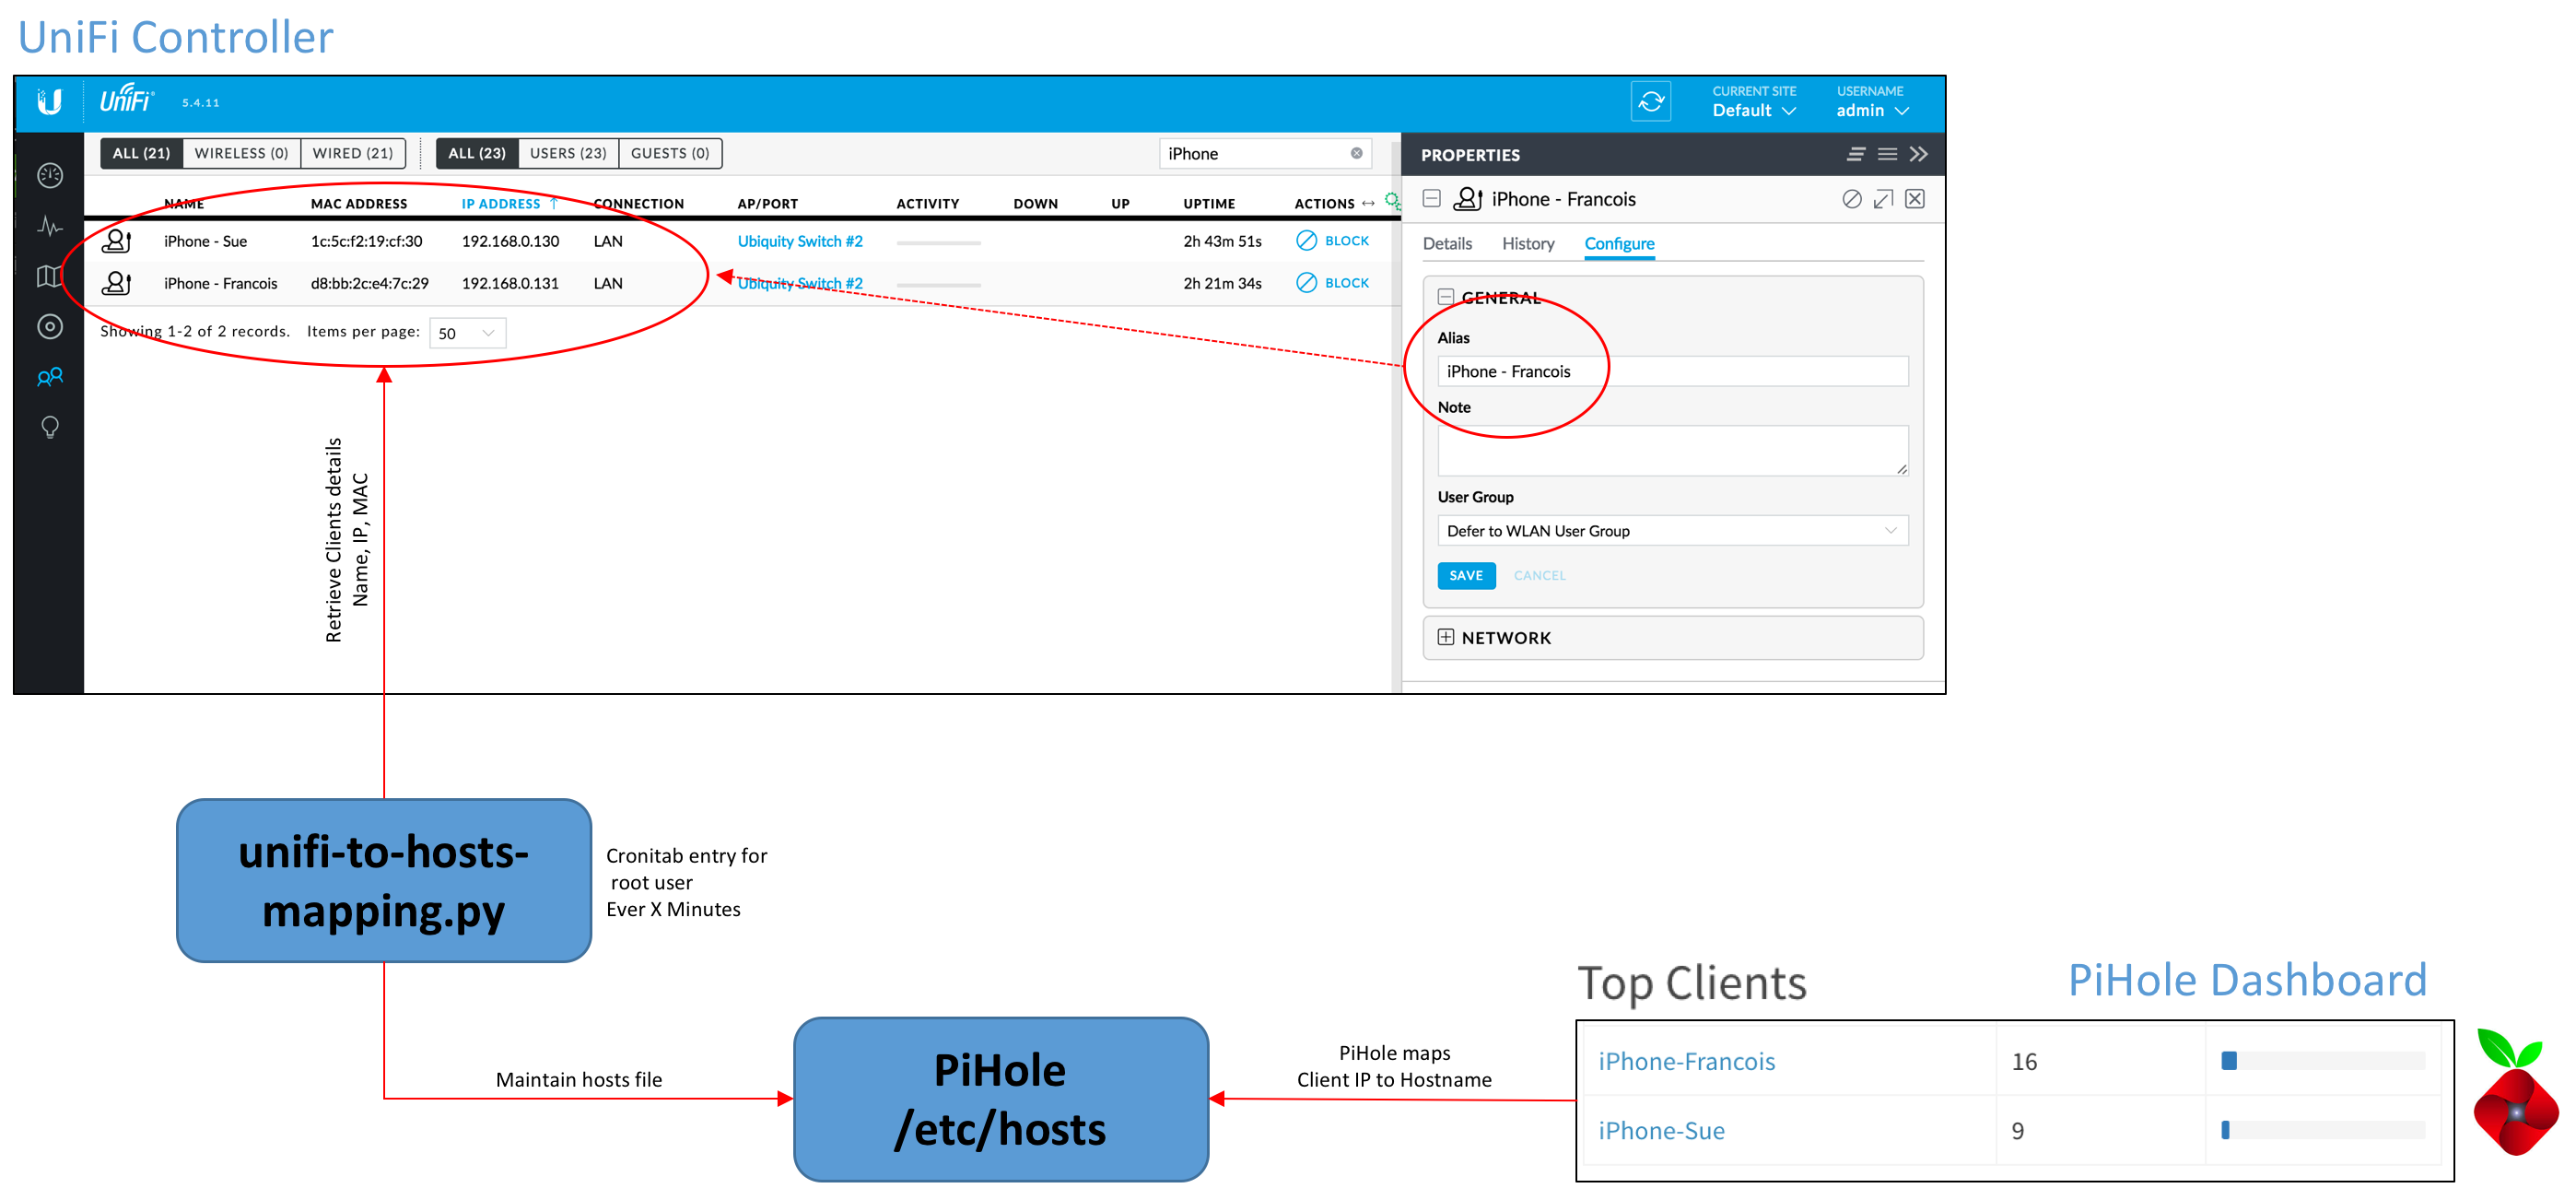 UniFi Controller
UniFi 5.4.11
CURRENT SITE
Default
USERNAME
admin
ALL (21) WIRELESS (0) WIRED (21) ALL (23) USERS (23) GUESTS (0) iPhone
NAME MAC ADDRESS IP ADDRESS ↑ CONNECTION AP/PORT ACTIVITY DOWN UP UPTIME ACTIONS ↔
iPhone - Sue 1c:5c:f2:19:cf:30 192.168.0.130 LAN Ubiquity Switch #2 2h 43m 51s BLOCK
iPhone - Francois d8:bb:2c:e4:7c:29 192.168.0.131 LAN Ubiquity Switch #2 2h 21m 34s BLOCK
Showing 1-2 of 2 records. Items per page: 50
PROPERTIES
iPhone - Francois
Details History Configure
GENERAL
Alias
iPhone - Francois
Note
User Group
Defer to WLAN User Group
SAVE CANCEL
NETWORK
Retrieve Clients details
Name, IP, MAC
unifi-to-hosts-
mapping.py
Cronitab entry for
root user
Ever X Minutes
Maintain hosts file
PiHole
/etc/hosts
PiHole maps
Client IP to Hostname
Top Clients
PiHole Dashboard
iPhone-Francois 16
iPhone-Sue 9